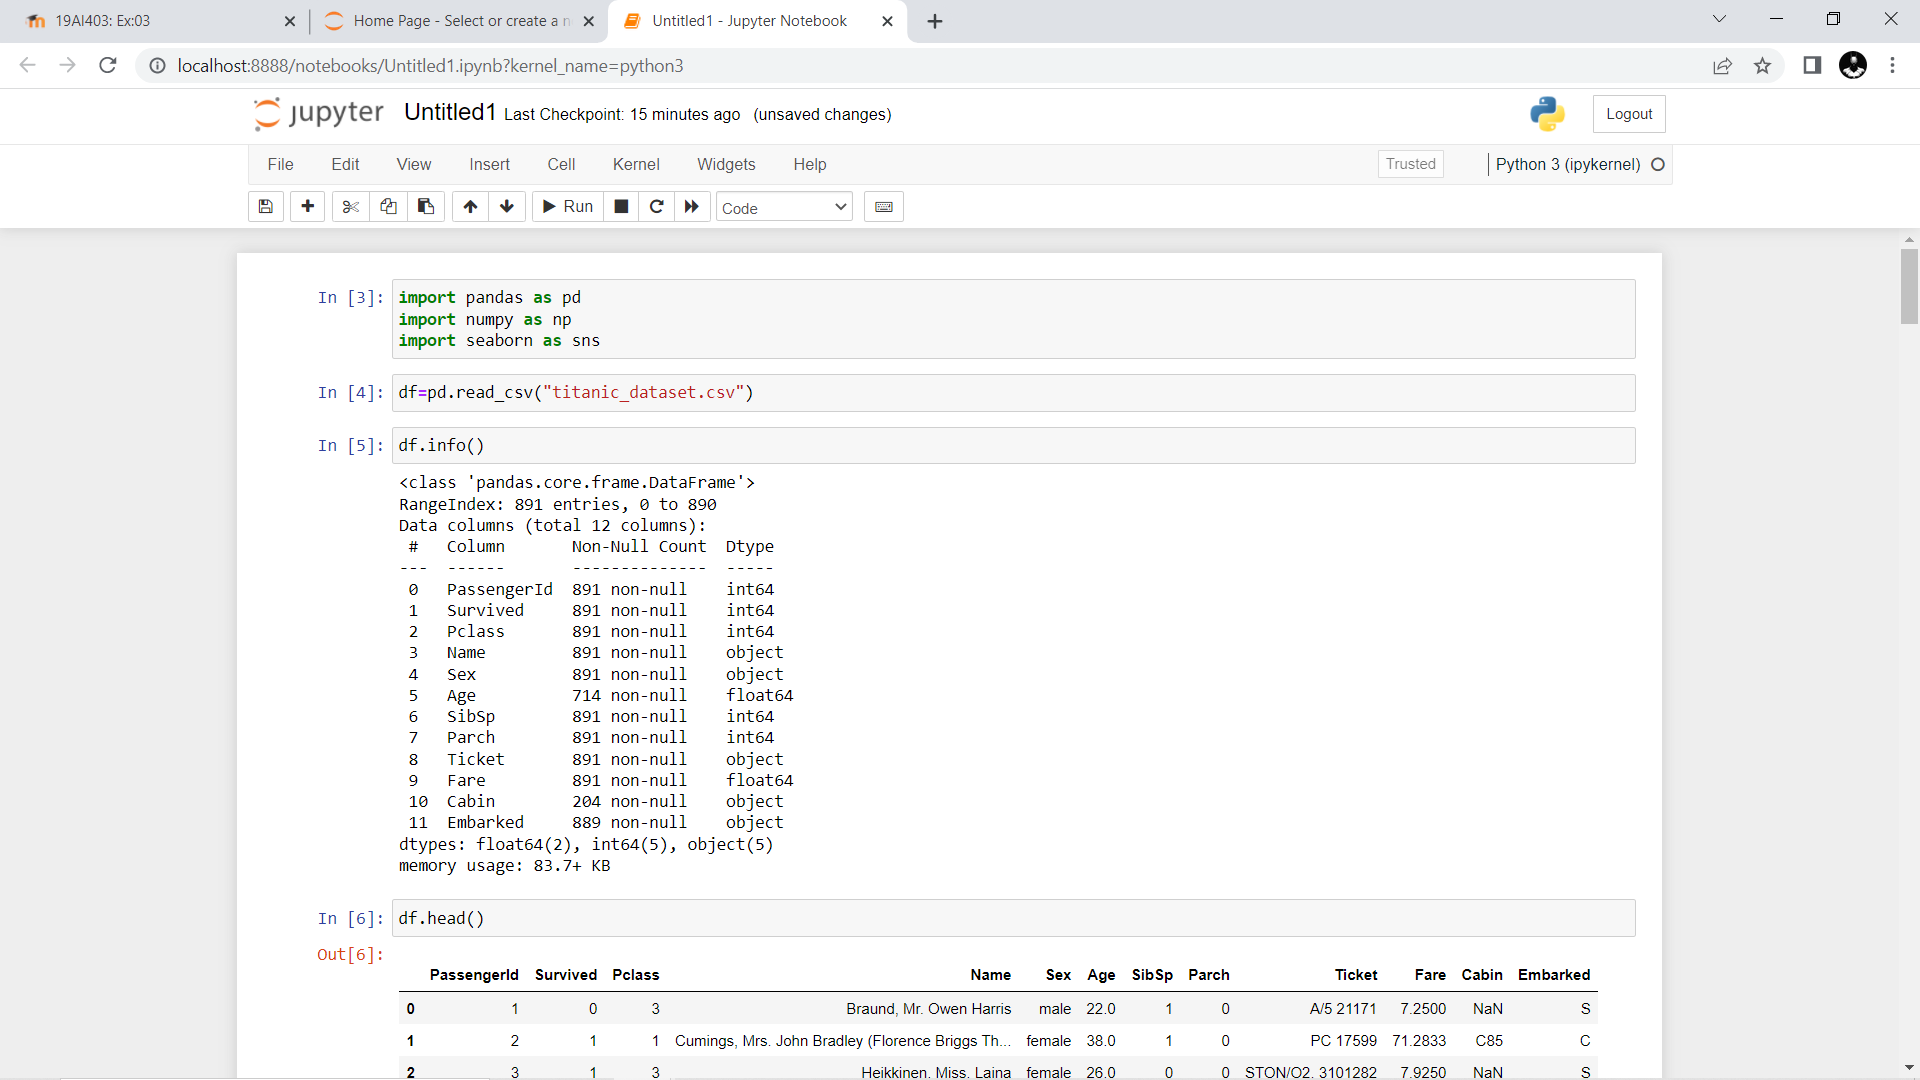 19AI403: Ex:03
Home Page - Select or create a n
Untitled1 - Jupyter Notebook
localhost:8888/notebooks/Untitled1.ipynb?kernel_name=python3
jupyter Untitled1 Last Checkpoint: 15 minutes ago (unsaved changes)
Logout
File Edit View Insert Cell Kernel Widgets Help
Trusted
Python 3 (ipykernel)
Run
Code
In [3]: import pandas as pd
import numpy as np
import seaborn as sns
In [4]: df=pd.read_csv("titanic_dataset.csv")
In [5]: df.info()
<class 'pandas.core.frame.DataFrame'>
RangeIndex: 891 entries, 0 to 890
Data columns (total 12 columns):
#   Column       Non-Null Count  Dtype
---  ------       --------------  -----
0   PassengerId  891 non-null    int64
1   Survived     891 non-null    int64
2   Pclass       891 non-null    int64
3   Name         891 non-null    object
4   Sex          891 non-null    object
5   Age          714 non-null    float64
6   SibSp        891 non-null    int64
7   Parch        891 non-null    int64
8   Ticket       891 non-null    object
9   Fare         891 non-null    float64
10  Cabin        204 non-null    object
11  Embarked     889 non-null    object
dtypes: float64(2), int64(5), object(5)
memory usage: 83.7+ KB
In [6]: df.head()
Out[6]:
PassengerId Survived Pclass Name Sex Age SibSp Parch Ticket Fare Cabin Embarked
0 1 0 3 Braund, Mr. Owen Harris male 22.0 1 0 A/5 21171 7.2500 NaN S
1 2 1 1 Cumings, Mrs. John Bradley (Florence Briggs Th... female 38.0 1 0 PC 17599 71.2833 C85 C
2 3 1 3 Heikkinen, Miss. Laina female 26.0 0 0 STON/O2. 3101282 7.9250 NaN S